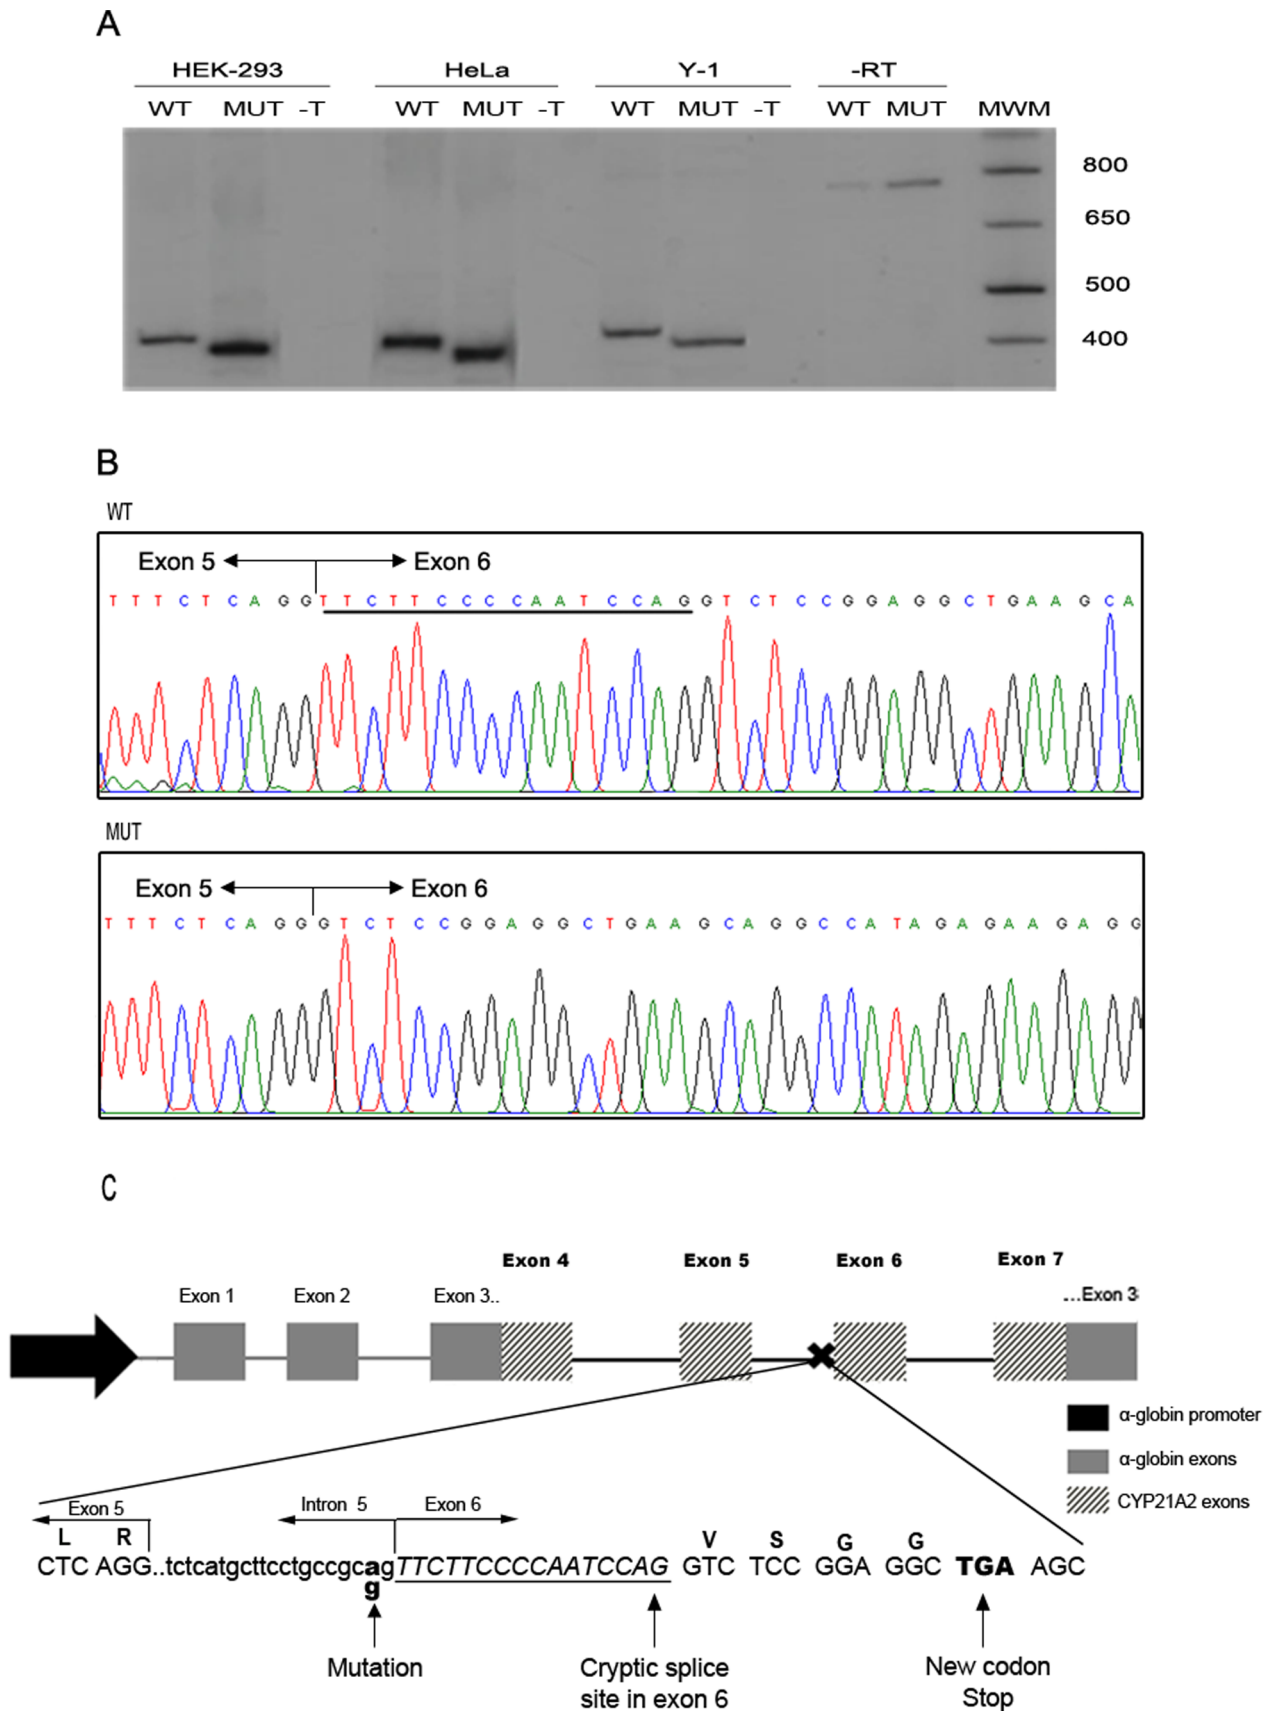 A
HEK-293 HeLa Y-1 -RT
WT MUT -T WT MUT -T WT MUT -T WT MUT MWM
800
650
500
400
B
WT
Exon 5 Exon 6
T T T C T C A G G T T C T T C C C C A A T C C A G G T C T C C G G A G G C T G A A G C A
MUT
Exon 5 Exon 6
T T T C T C A G G G T C T C C G G A G G C T G A A G C A G G C C A T A G A G A A G A G G
C
Exon 4 Exon 5 Exon 6 Exon 7
Exon 1 Exon 2 Exon 3.. ...Exon 3
α-globin promoter
α-globin exons
CYP21A2 exons
Exon 5 Intron 5 Exon 6
L R V S G G
CTC AGG..tctcatgcttcctgccgcagTTCTTCCCCAATCCAG GTC TCC GGA GGC TGA AGC
g
Mutation Cryptic splice New codon
site in exon 6 Stop